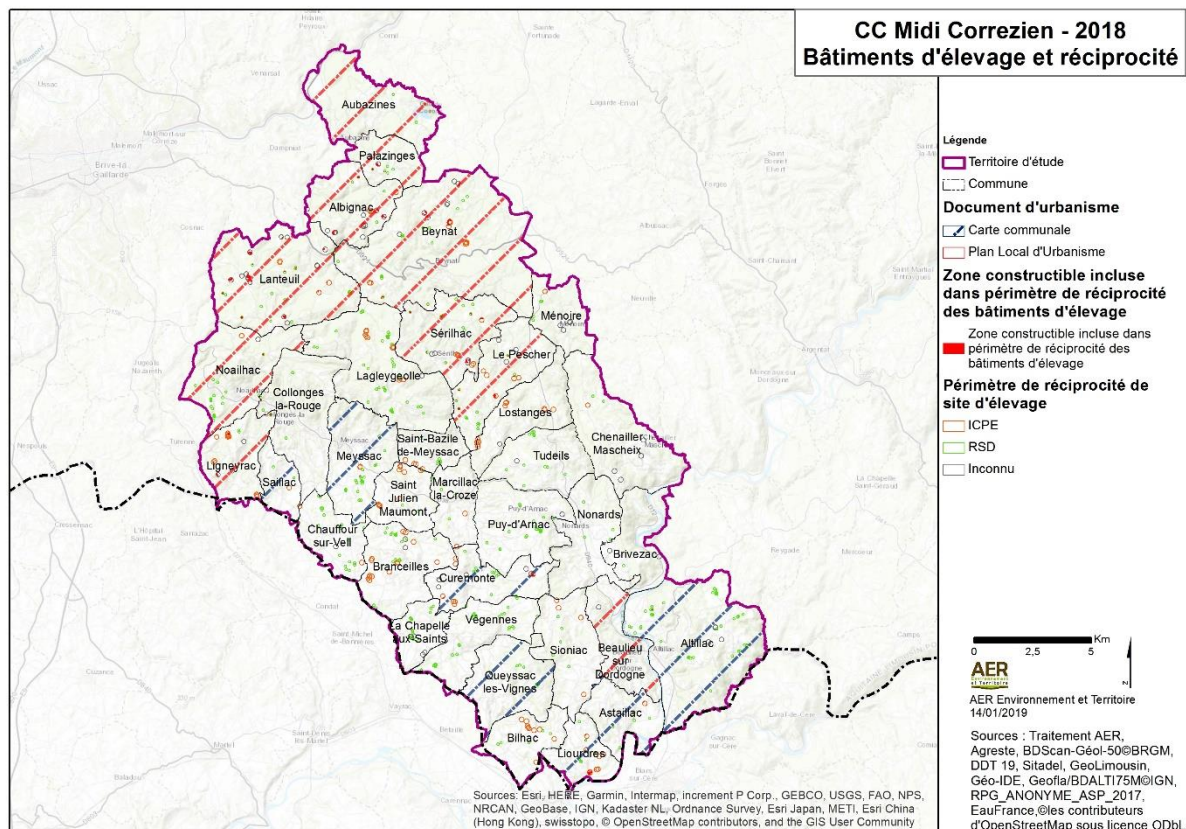 CC Midi Correzien - 2018
Bâtiments d'élevage et réciprocité
Légende
Territoire d'étude
Commune
Document d'urbanisme
Carte communale
Plan Local d'Urbanisme
Zone constructible incluse
dans périmètre de réciprocité
des bâtiments d'élevage
Zone constructible incluse dans
périmètre de réciprocité des
bâtiments d'élevage
Périmètre de réciprocité de
site d'élevage
ICPE
RSD
Inconnu
Aubazines
Palazinges
Albignac
Beynat
Lanteuil
Ménoire
Sérilhac
Le Pescher
Noailhac
Lagleygeolle
Collonges
la-Rouge
Lostanges
Chenailler
Mascheix
Saint-Bazile
de-Meyssac
Meyssac
Tudeils
Ligneyrac
Saillac
Saint
Julien
Maumont
Marcillac
la-Croze
Puy-d'Arnac
Nonards
Chauffour
sur-Vell
Brivezac
Branceilles
Curemonte
La Chapelle
aux-Saints
Végennes
Sioniac
Beaulieu
sur
Dordogne
Altillac
Queyssac
les-Vignes
Astaillac
Bilhac
Liourdres
Brive-la
Gaillarde
0 2,5 5 Km
N
AER
AER Environnement et Territoire
14/01/2019
Sources : Traitement AER,
Agreste, BDScan-Géol-50©BRGM,
DDT 19, Sitadel, GeoLimousin,
Géo-IDE, Geofla/BDALTI75M©IGN,
RPG_ANONYME_ASP_2017,
EauFrance,©les contributeurs
d'OpenStreetMap sous licence ODbL
Sources: Esri, HERE, Garmin, Intermap, increment P Corp., GEBCO, USGS, FAO, NPS,
NRCAN, GeoBase, IGN, Kadaster NL, Ordnance Survey, Esri Japan, METI, Esri China
(Hong Kong), swisstopo, © OpenStreetMap contributors, and the GIS User Community